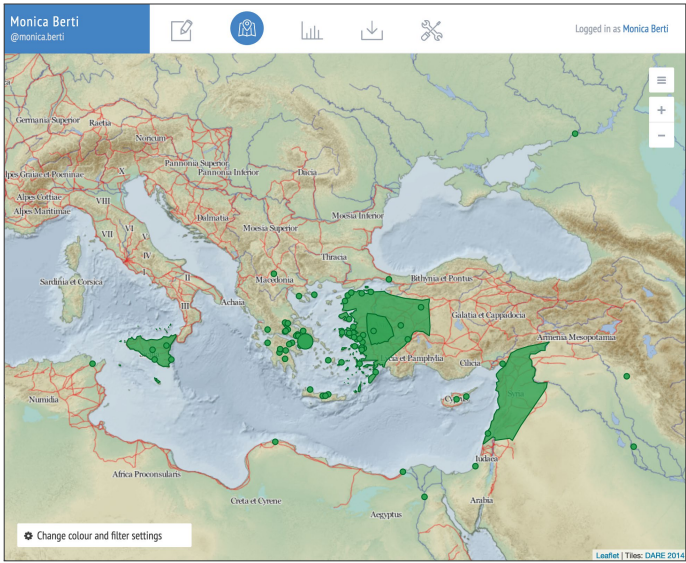 Monica Berti
@monica.berti
Logged in as Monica Berti
≡
+
−
Germania Superior
Raetia
Noricum
Pannonia Superior
Pannonia Inferior
Dacia
Alpes Cottiae
Alpes Maritimae
X
VIII
VII
VI
V
IV
I
II
III
Dalmatia
Moesia Superior
Moesia Inferior
Thracia
Macedonia
Bithynia et Pontus
Sardinia et Corsica
Achaia
Galatia et Cappadocia
Armenia Mesopotamia
cia et Pamphylia
Cilicia
Syria
Numidia
Iudaea
Africa Proconsularis
Creta et Cyrene
Aegyptus
Arabia
Change colour and filter settings
Leaflet | Tiles: DARE 2014